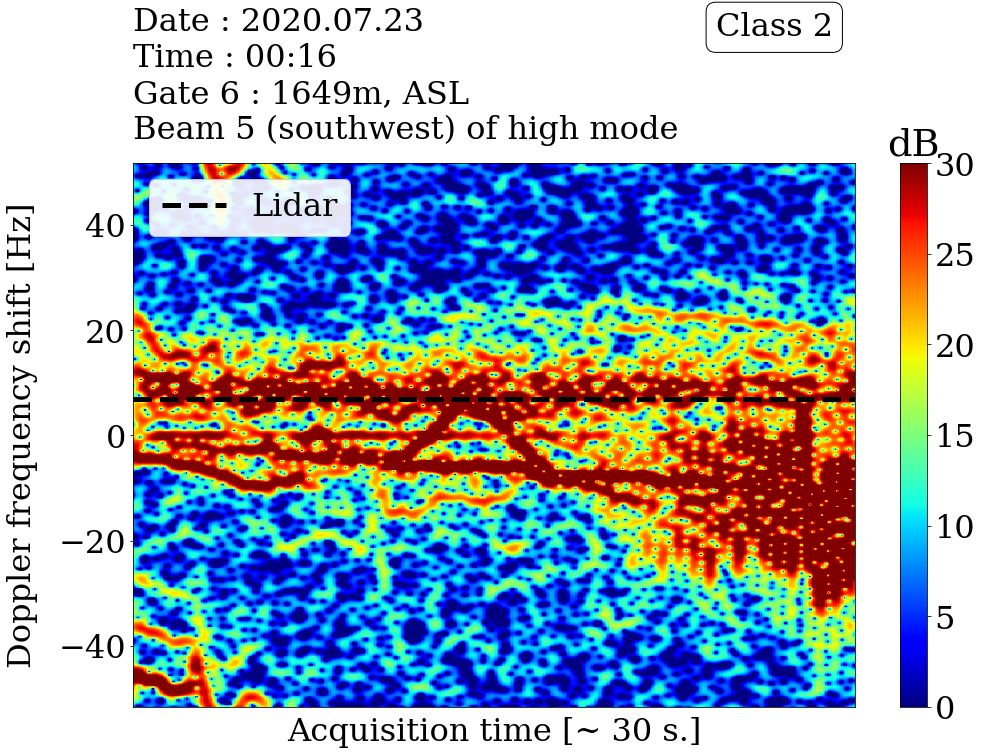 Date : 2020.07.23
Time : 00:16
Gate 6 : 1649m, ASL
Beam 5 (southwest) of high mode
Class 2
dB
Lidar
Doppler frequency shift [Hz]
40
20
0
−20
−40
30
25
20
15
10
5
0
Acquisition time [~ 30 s.]